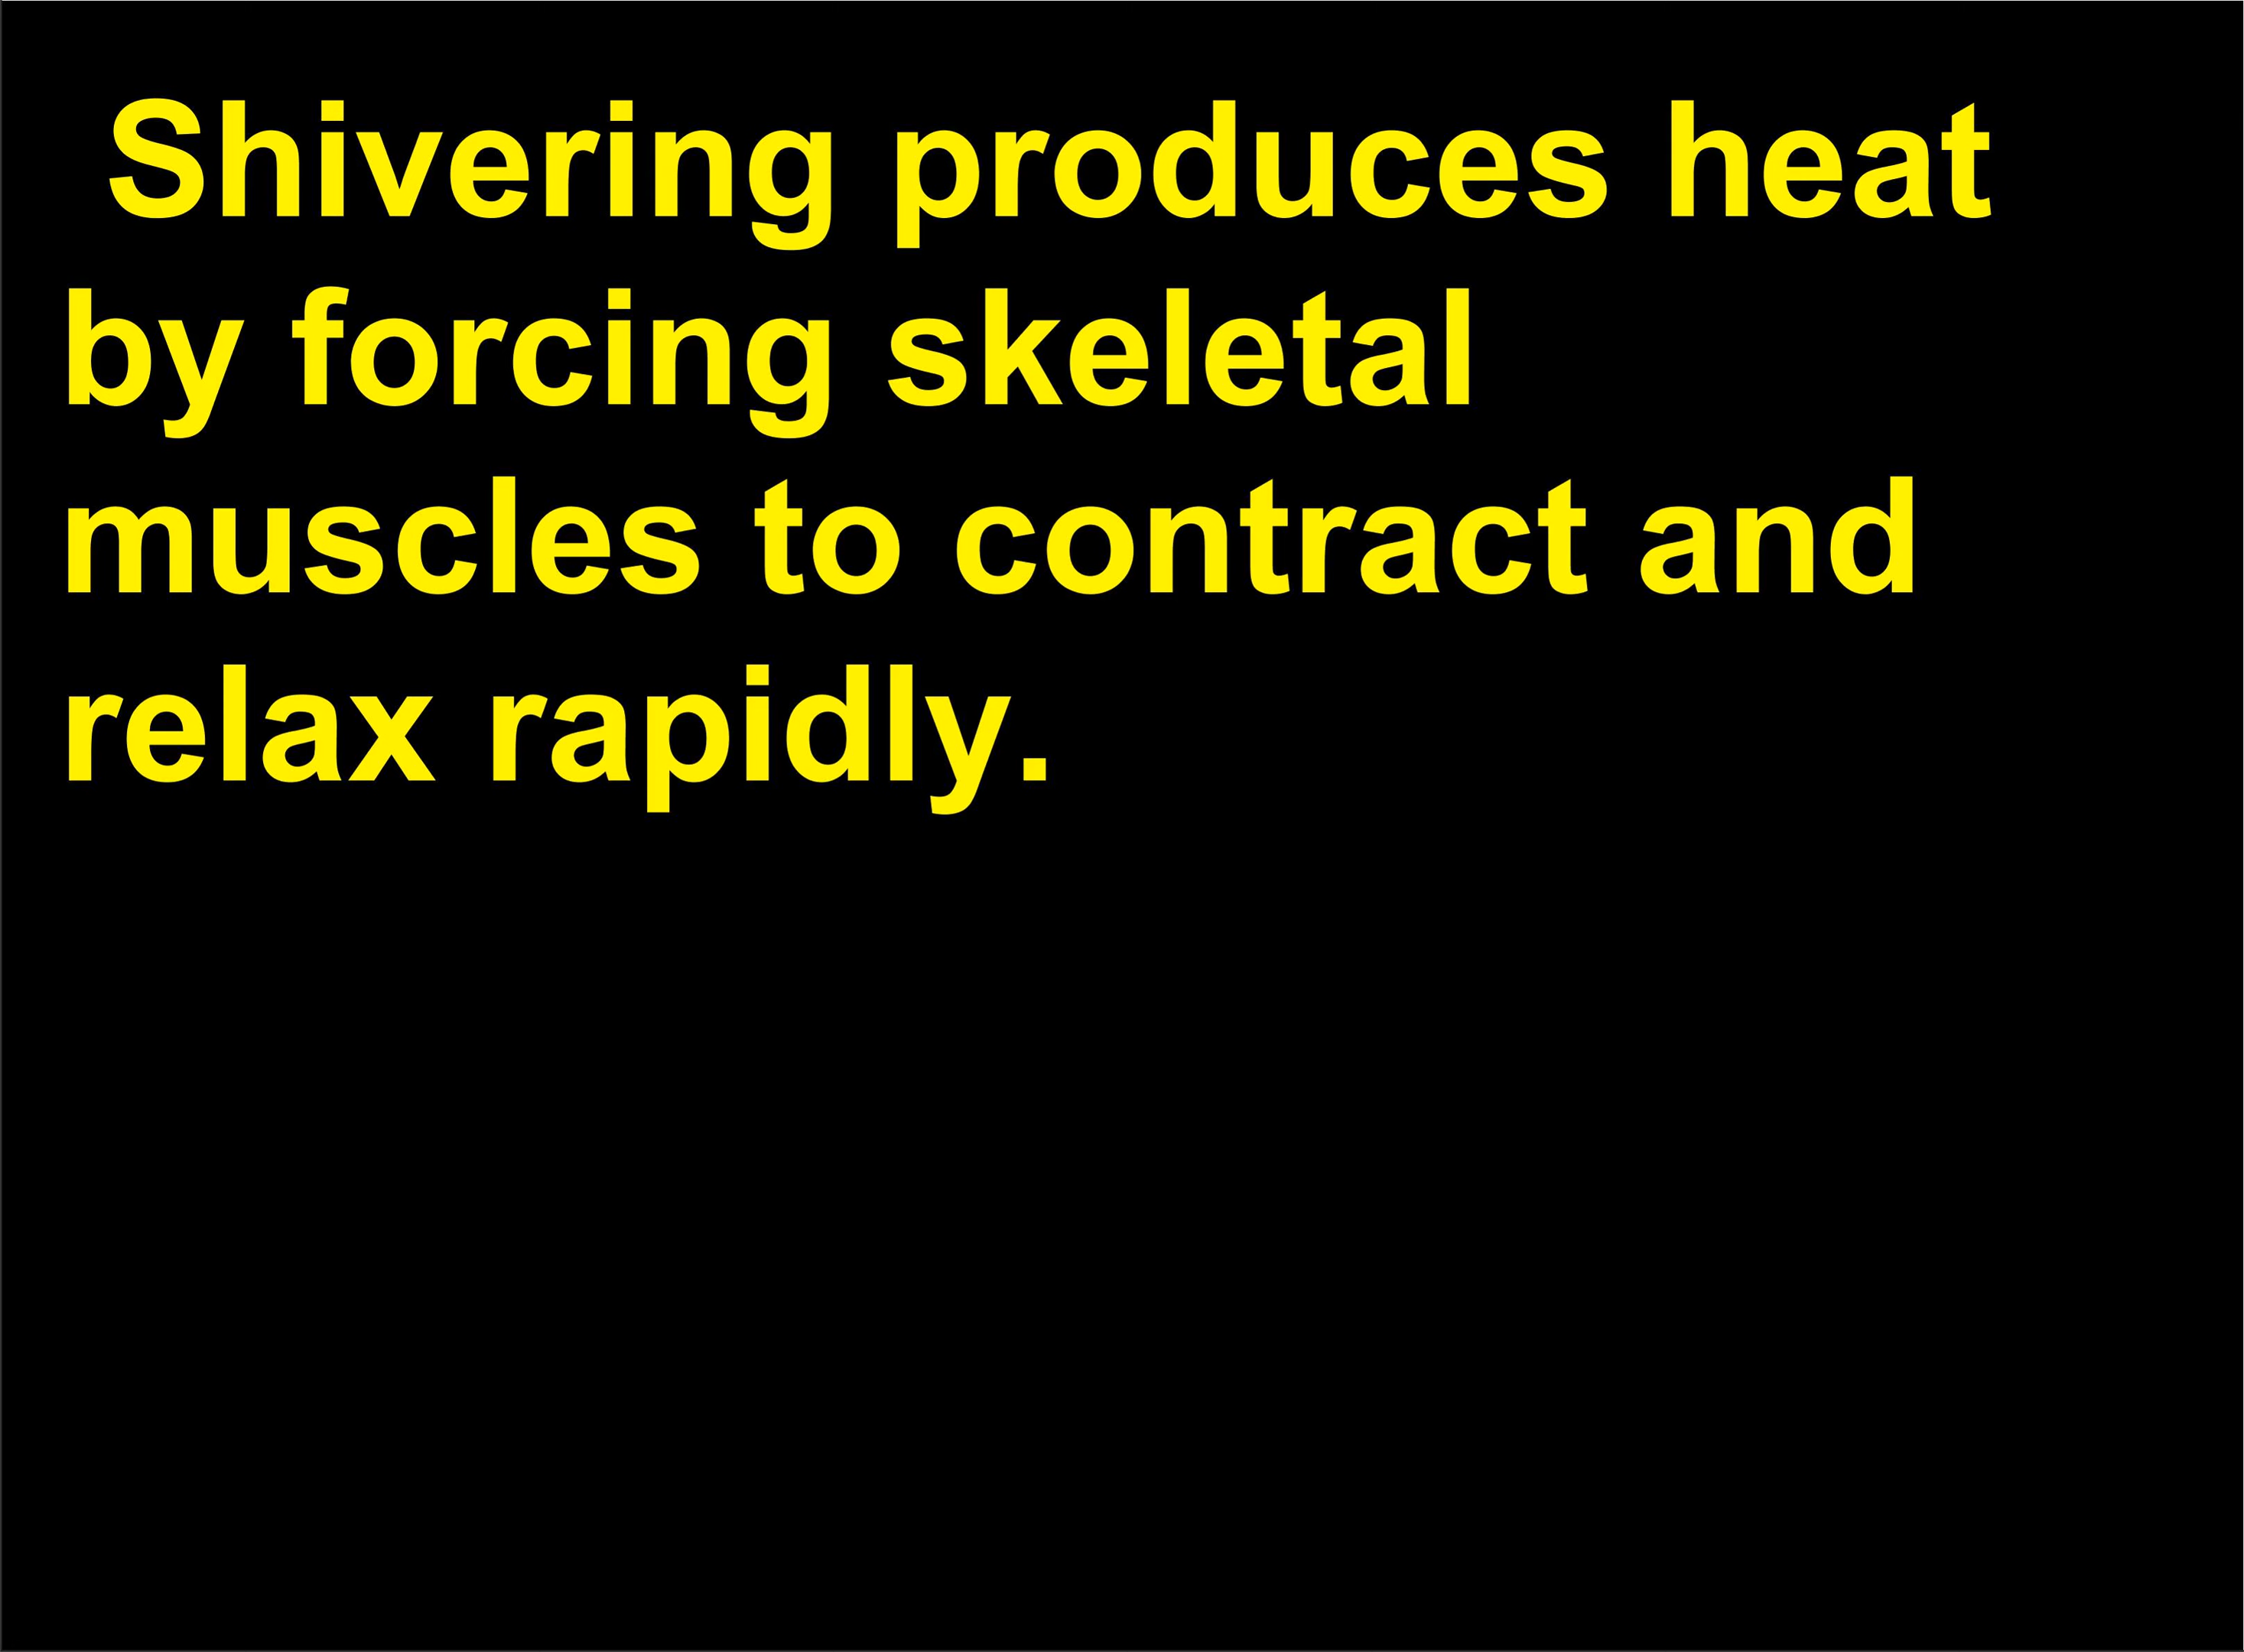 Shivering produces heat
by forcing skeletal
muscles to contract and
relax rapidly.